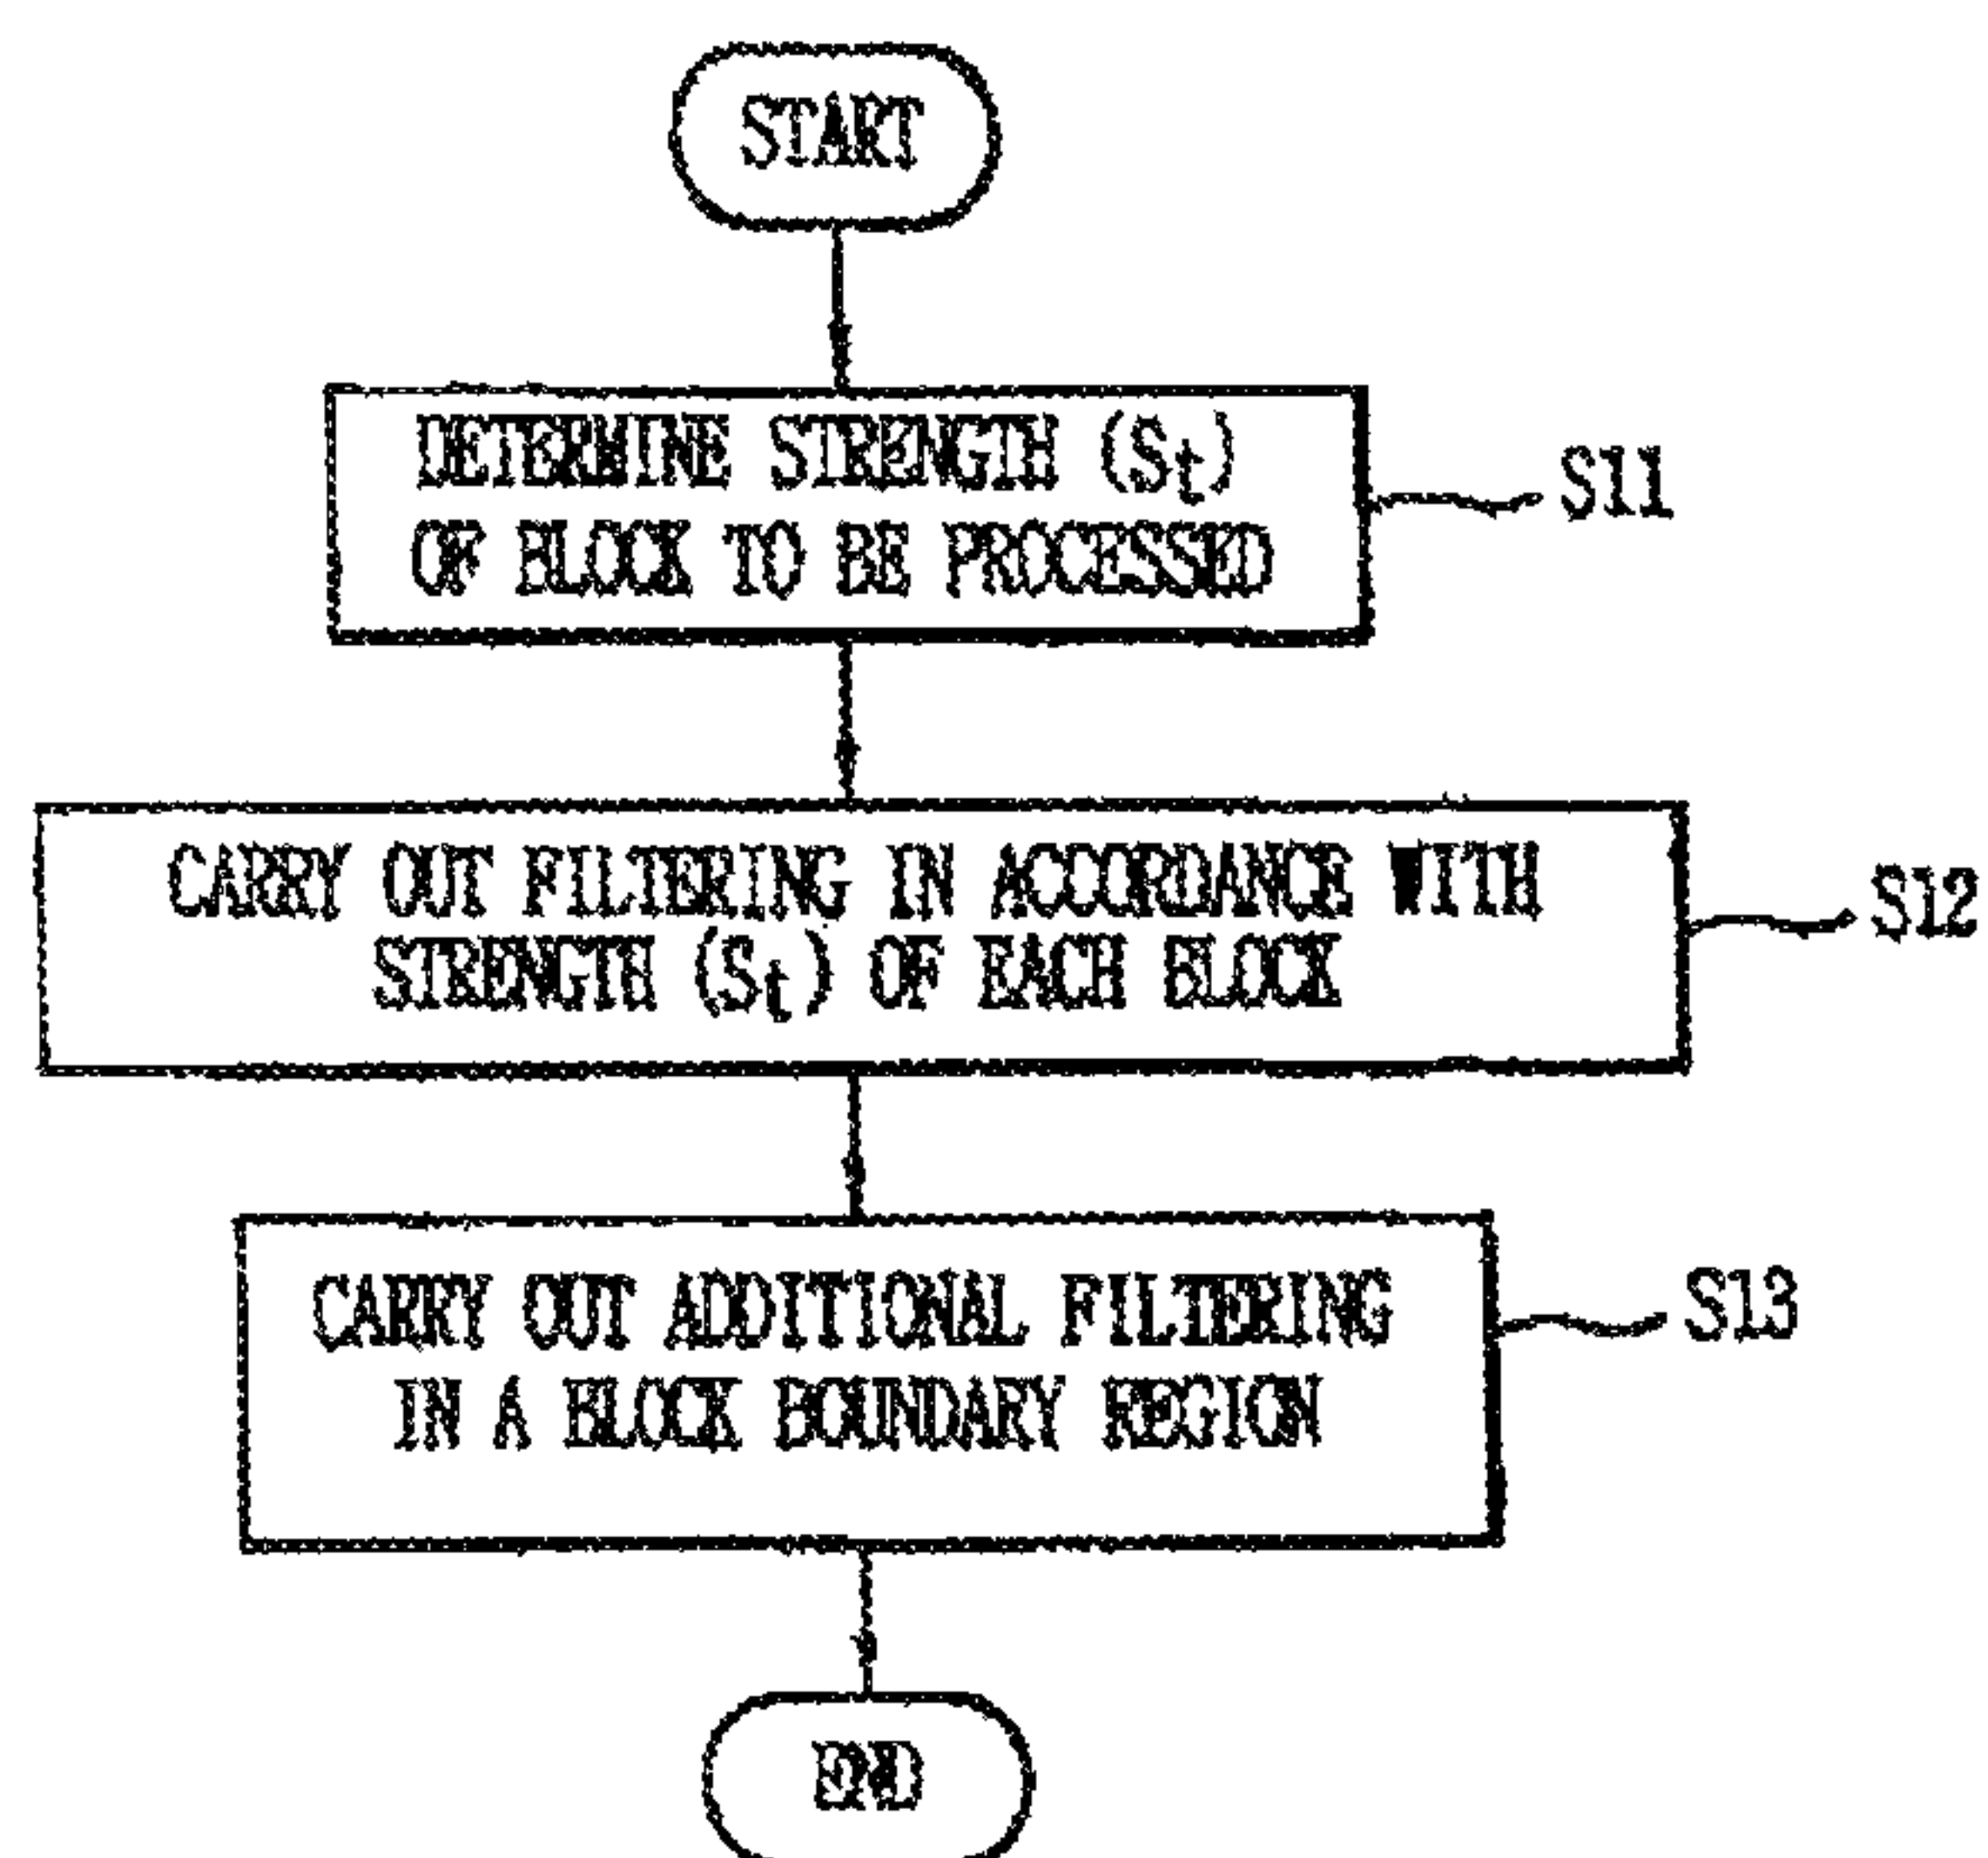 START
DETERMINE STRENGTH (St)
OF BLOCK TO BE PROCESSED
S11
CARRY OUT FILTERING IN ACCORDANCE WITH
STRENGTH (St) OF EACH BLOCK
S12
CARRY OUT ADDITIONAL FILTERING
IN A BLOCK BOUNDARY REGION
S13
END